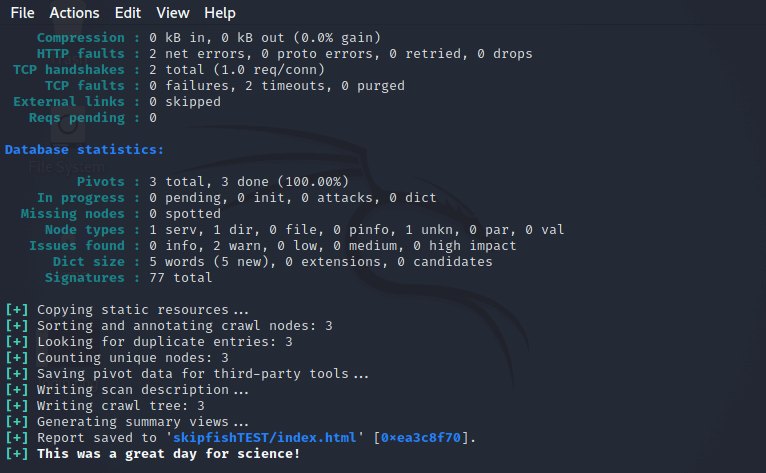 File Actions Edit View Help
Compression : 0 kB in, 0 kB out (0.0% gain)
HTTP faults : 2 net errors, 0 proto errors, 0 retried, 0 drops
TCP handshakes : 2 total (1.0 req/conn)
TCP faults : 0 failures, 2 timeouts, 0 purged
External links : 0 skipped
Reqs pending : 0
Database statistics:
Pivots : 3 total, 3 done (100.00%)
In progress : 0 pending, 0 init, 0 attacks, 0 dict
Missing nodes : 0 spotted
Node types : 1 serv, 1 dir, 0 file, 0 pinfo, 1 unkn, 0 par, 0 val
Issues found : 0 info, 2 warn, 0 low, 0 medium, 0 high impact
Dict size : 5 words (5 new), 0 extensions, 0 candidates
Signatures : 77 total
[+] Copying static resources...
[+] Sorting and annotating crawl nodes: 3
[+] Looking for duplicate entries: 3
[+] Counting unique nodes: 3
[+] Saving pivot data for third-party tools...
[+] Writing scan description...
[+] Writing crawl tree: 3
[+] Generating summary views...
[+] Report saved to 'skipfishTEST/index.html' [0×ea3c8f70].
[+] This was a great day for science!
File System